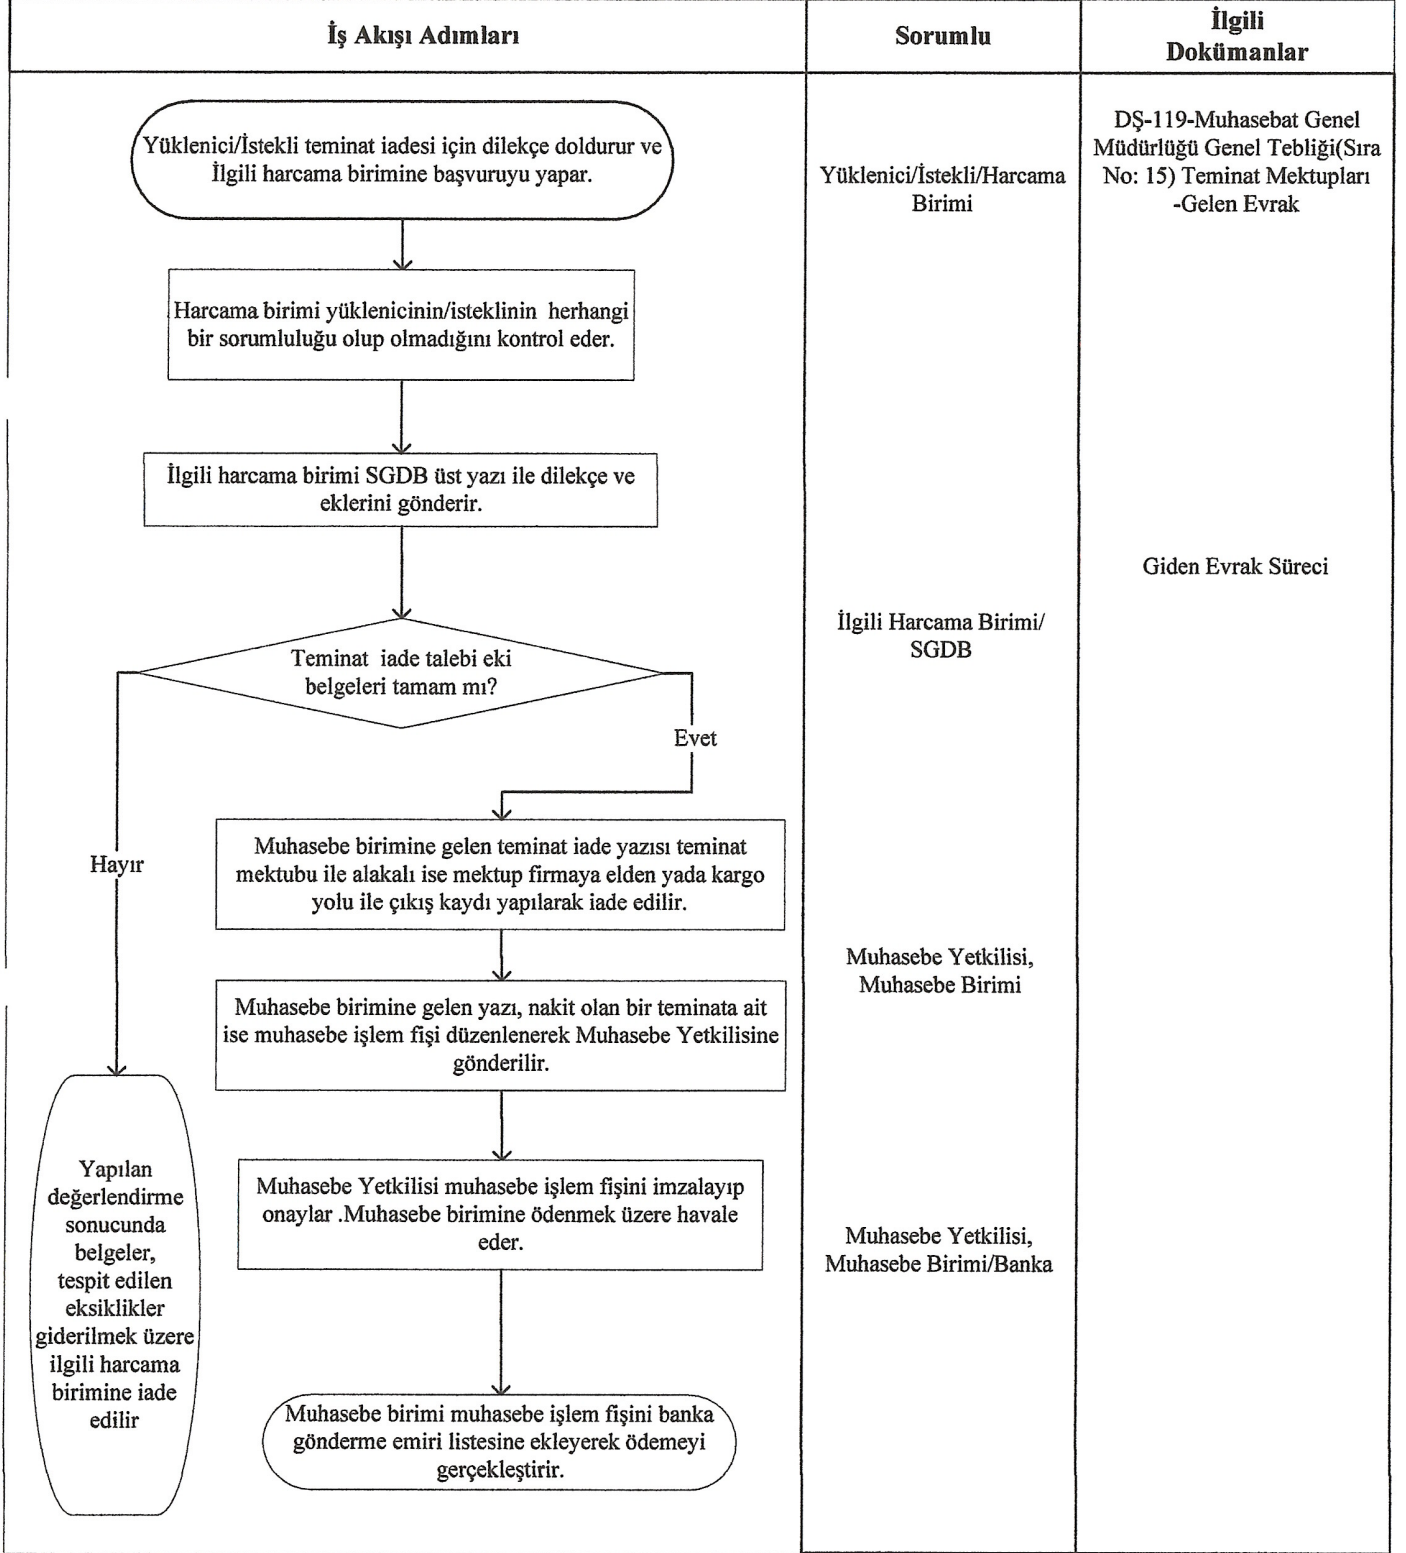 İş Akışı Adımları
Sorumlu
İlgili
Dokümanlar
Yüklenici/İstekli teminat iadesi için dilekçe doldurur ve
İlgili harcama birimine başvuruyu yapar.
Yüklenici/İstekli/Harcama
Birimi
DŞ-119-Muhasebat Genel
Müdürlüğü Genel Tebliği(Sıra
No: 15) Teminat Mektupları
-Gelen Evrak
Harcama birimi yüklenicinin/isteklinin herhangi
bir sorumluluğu olup olmadığını kontrol eder.
İlgili harcama birimi SGDB üst yazı ile dilekçe ve
eklerini gönderir.
Giden Evrak Süreci
İlgili Harcama Birimi/
SGDB
Teminat iade talebi eki
belgeleri tamam mı?
Evet
Hayır
Muhasebe birimine gelen teminat iade yazısı teminat
mektubu ile alakalı ise mektup firmaya elden yada kargo
yolu ile çıkış kaydı yapılarak iade edilir.
Muhasebe Yetkilisi,
Muhasebe Birimi
Muhasebe birimine gelen yazı, nakit olan bir teminata ait
ise muhasebe işlem fişi düzenlenerek Muhasebe Yetkilisine
gönderilir.
Muhasebe Yetkilisi muhasebe işlem fişini imzalayıp
onaylar .Muhasebe birimine ödenmek üzere havale
eder.
Muhasebe Yetkilisi,
Muhasebe Birimi/Banka
Yapılan
değerlendirme
sonucunda
belgeler,
tespit edilen
eksiklikler
giderilmek üzere
ilgili harcama
birimine iade
edilir
Muhasebe birimi muhasebe işlem fişini banka
gönderme emiri listesine ekleyerek ödemeyi
gerçekleştirir.